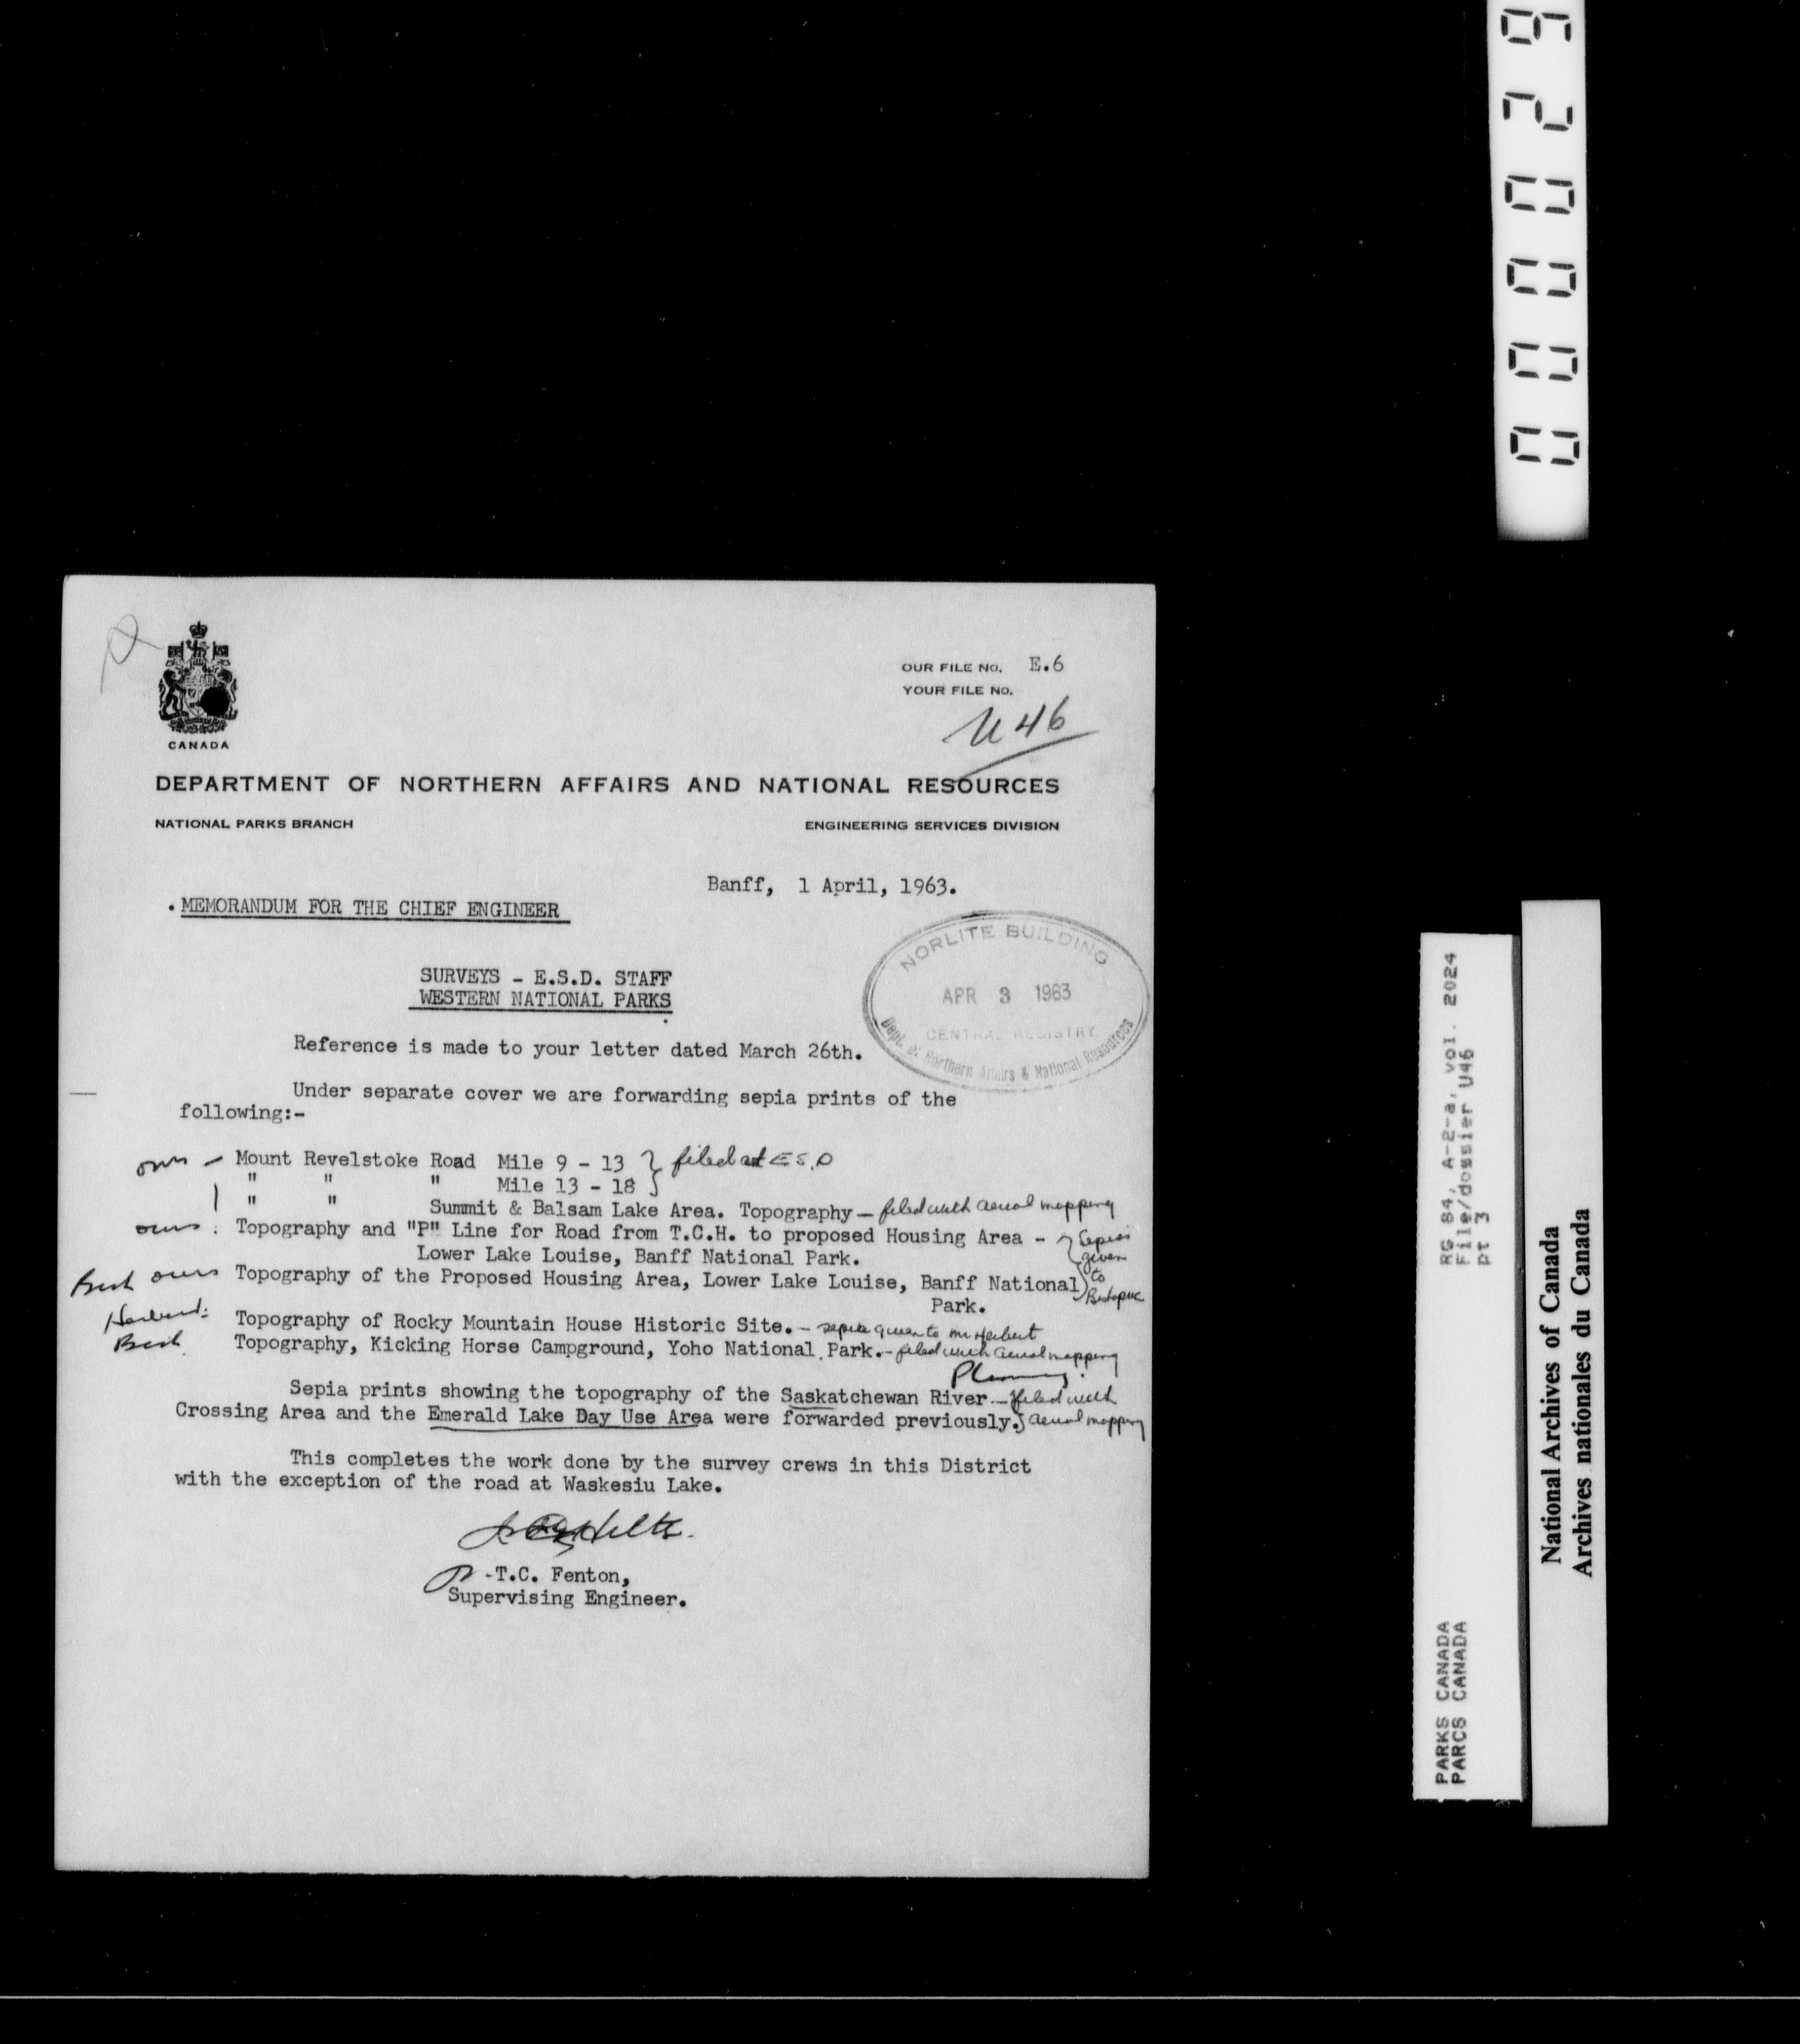 OUR FILE NO. E.6
YOUR FILE NO.
U 46
CANADA
DEPARTMENT OF NORTHERN AFFAIRS AND NATIONAL RESOURCES
NATIONAL PARKS BRANCH ENGINEERING SERVICES DIVISION
Banff, 1 April, 1963.
MEMORANDUM FOR THE CHIEF ENGINEER
NORLITE BUILDING
APR 3 1963
CENTRAL REGISTRY
Dept. of Northern Affairs & National Resources
SURVEYS - E.S.D. STAFF
WESTERN NATIONAL PARKS
Reference is made to your letter dated March 26th.
Under separate cover we are forwarding sepia prints of the
following:-
ours - Mount Revelstoke Road Mile 9 - 13 } filed at E.S.D
" " " Mile 13 - 18
" " Summit & Balsam Lake Area. Topography - filed with aerial mapping
ours. Topography and "P" Line for Road from T.C.H. to proposed Housing Area - Sepias
Lower Lake Louise, Banff National Park. given
ours Topography of the Proposed Housing Area, Lower Lake Louise, Banff National to
Park.
Topography of Rocky Mountain House Historic Site. - sepia given to Mr Herbert
Topography, Kicking Horse Campground, Yoho National Park. - filed with aerial mapping
Planning.
Sepia prints showing the topography of the Saskatchewan River - filed with
Crossing Area and the Emerald Lake Day Use Area were forwarded previously. aerial mapping
This completes the work done by the survey crews in this District
with the exception of the road at Waskesiu Lake.
-T.C. Fenton,
Supervising Engineer.
000029
RG 84, A-2-a, vol. 2024
File/dossier U46
pt 3
PARKS CANADA
PARCS CANADA
National Archives of Canada
Archives nationales du Canada